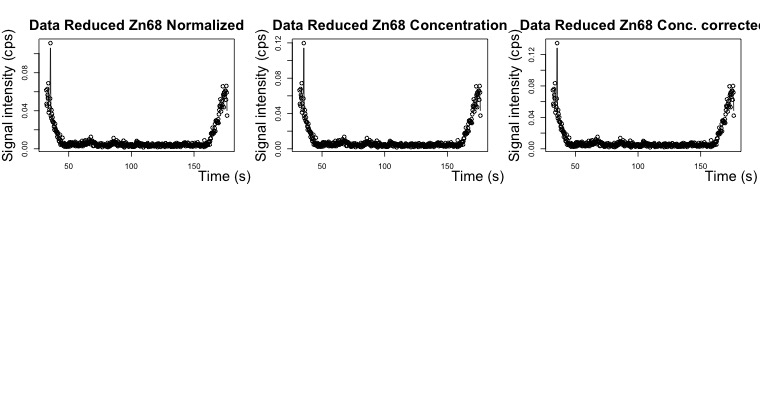 Data Reduced Zn68 Normalized
Signal intensity (cps)
0.00 0.04 0.08
50 100 150
Time (s)
Data Reduced Zn68 Concentration
Signal intensity (cps)
0.00 0.04 0.08 0.12
50 100 150
Time (s)
Data Reduced Zn68 Conc. corrected
Signal intensity (cps)
0.00 0.04 0.08 0.12
50 100 150
Time (s)